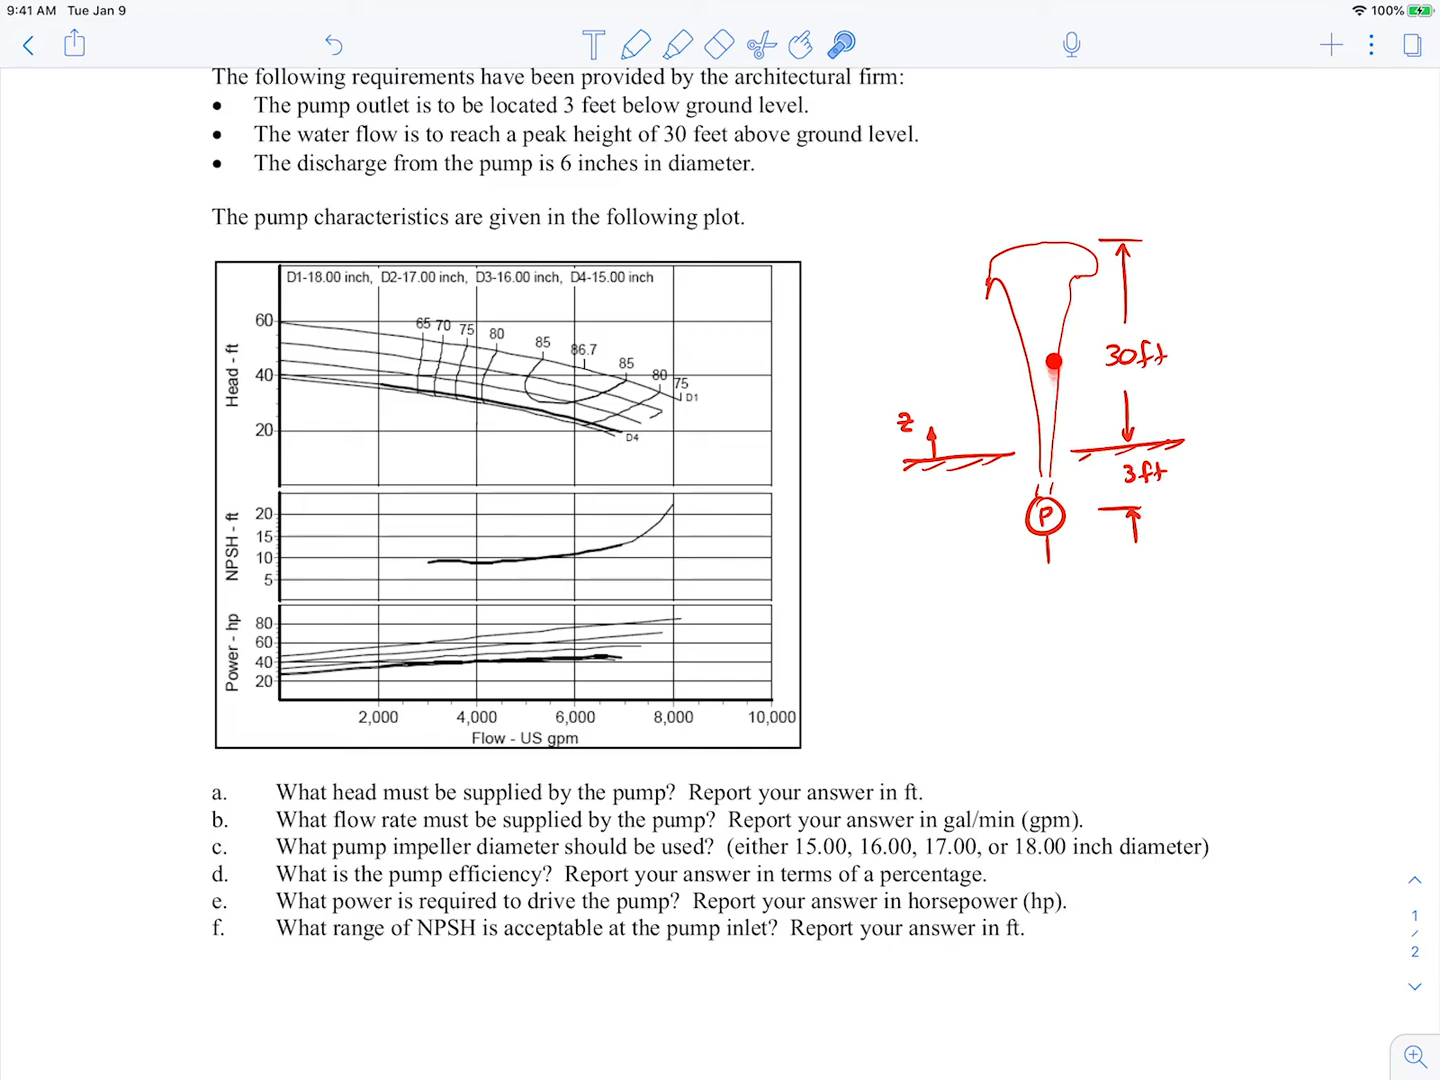 9:41 AM Tue Jan 9
100%
The following requirements have been provided by the architectural firm:
• The pump outlet is to be located 3 feet below ground level.
• The water flow is to reach a peak height of 30 feet above ground level.
• The discharge from the pump is 6 inches in diameter.
The pump characteristics are given in the following plot.
D1-18.00 inch, D2-17.00 inch, D3-16.00 inch, D4-15.00 inch
Head - ft
60
40
20
65 70 75 80 85 86.7 85 80 75
D1
D4
NPSH - ft
20
15
10
5
Power - hp
80
60
40
20
2,000 4,000 6,000 8,000 10,000
Flow - US gpm
30ft
z
3ft
P
a. What head must be supplied by the pump? Report your answer in ft.
b. What flow rate must be supplied by the pump? Report your answer in gal/min (gpm).
c. What pump impeller diameter should be used? (either 15.00, 16.00, 17.00, or 18.00 inch diameter)
d. What is the pump efficiency? Report your answer in terms of a percentage.
e. What power is required to drive the pump? Report your answer in horsepower (hp).
f. What range of NPSH is acceptable at the pump inlet? Report your answer in ft.
1
/
2